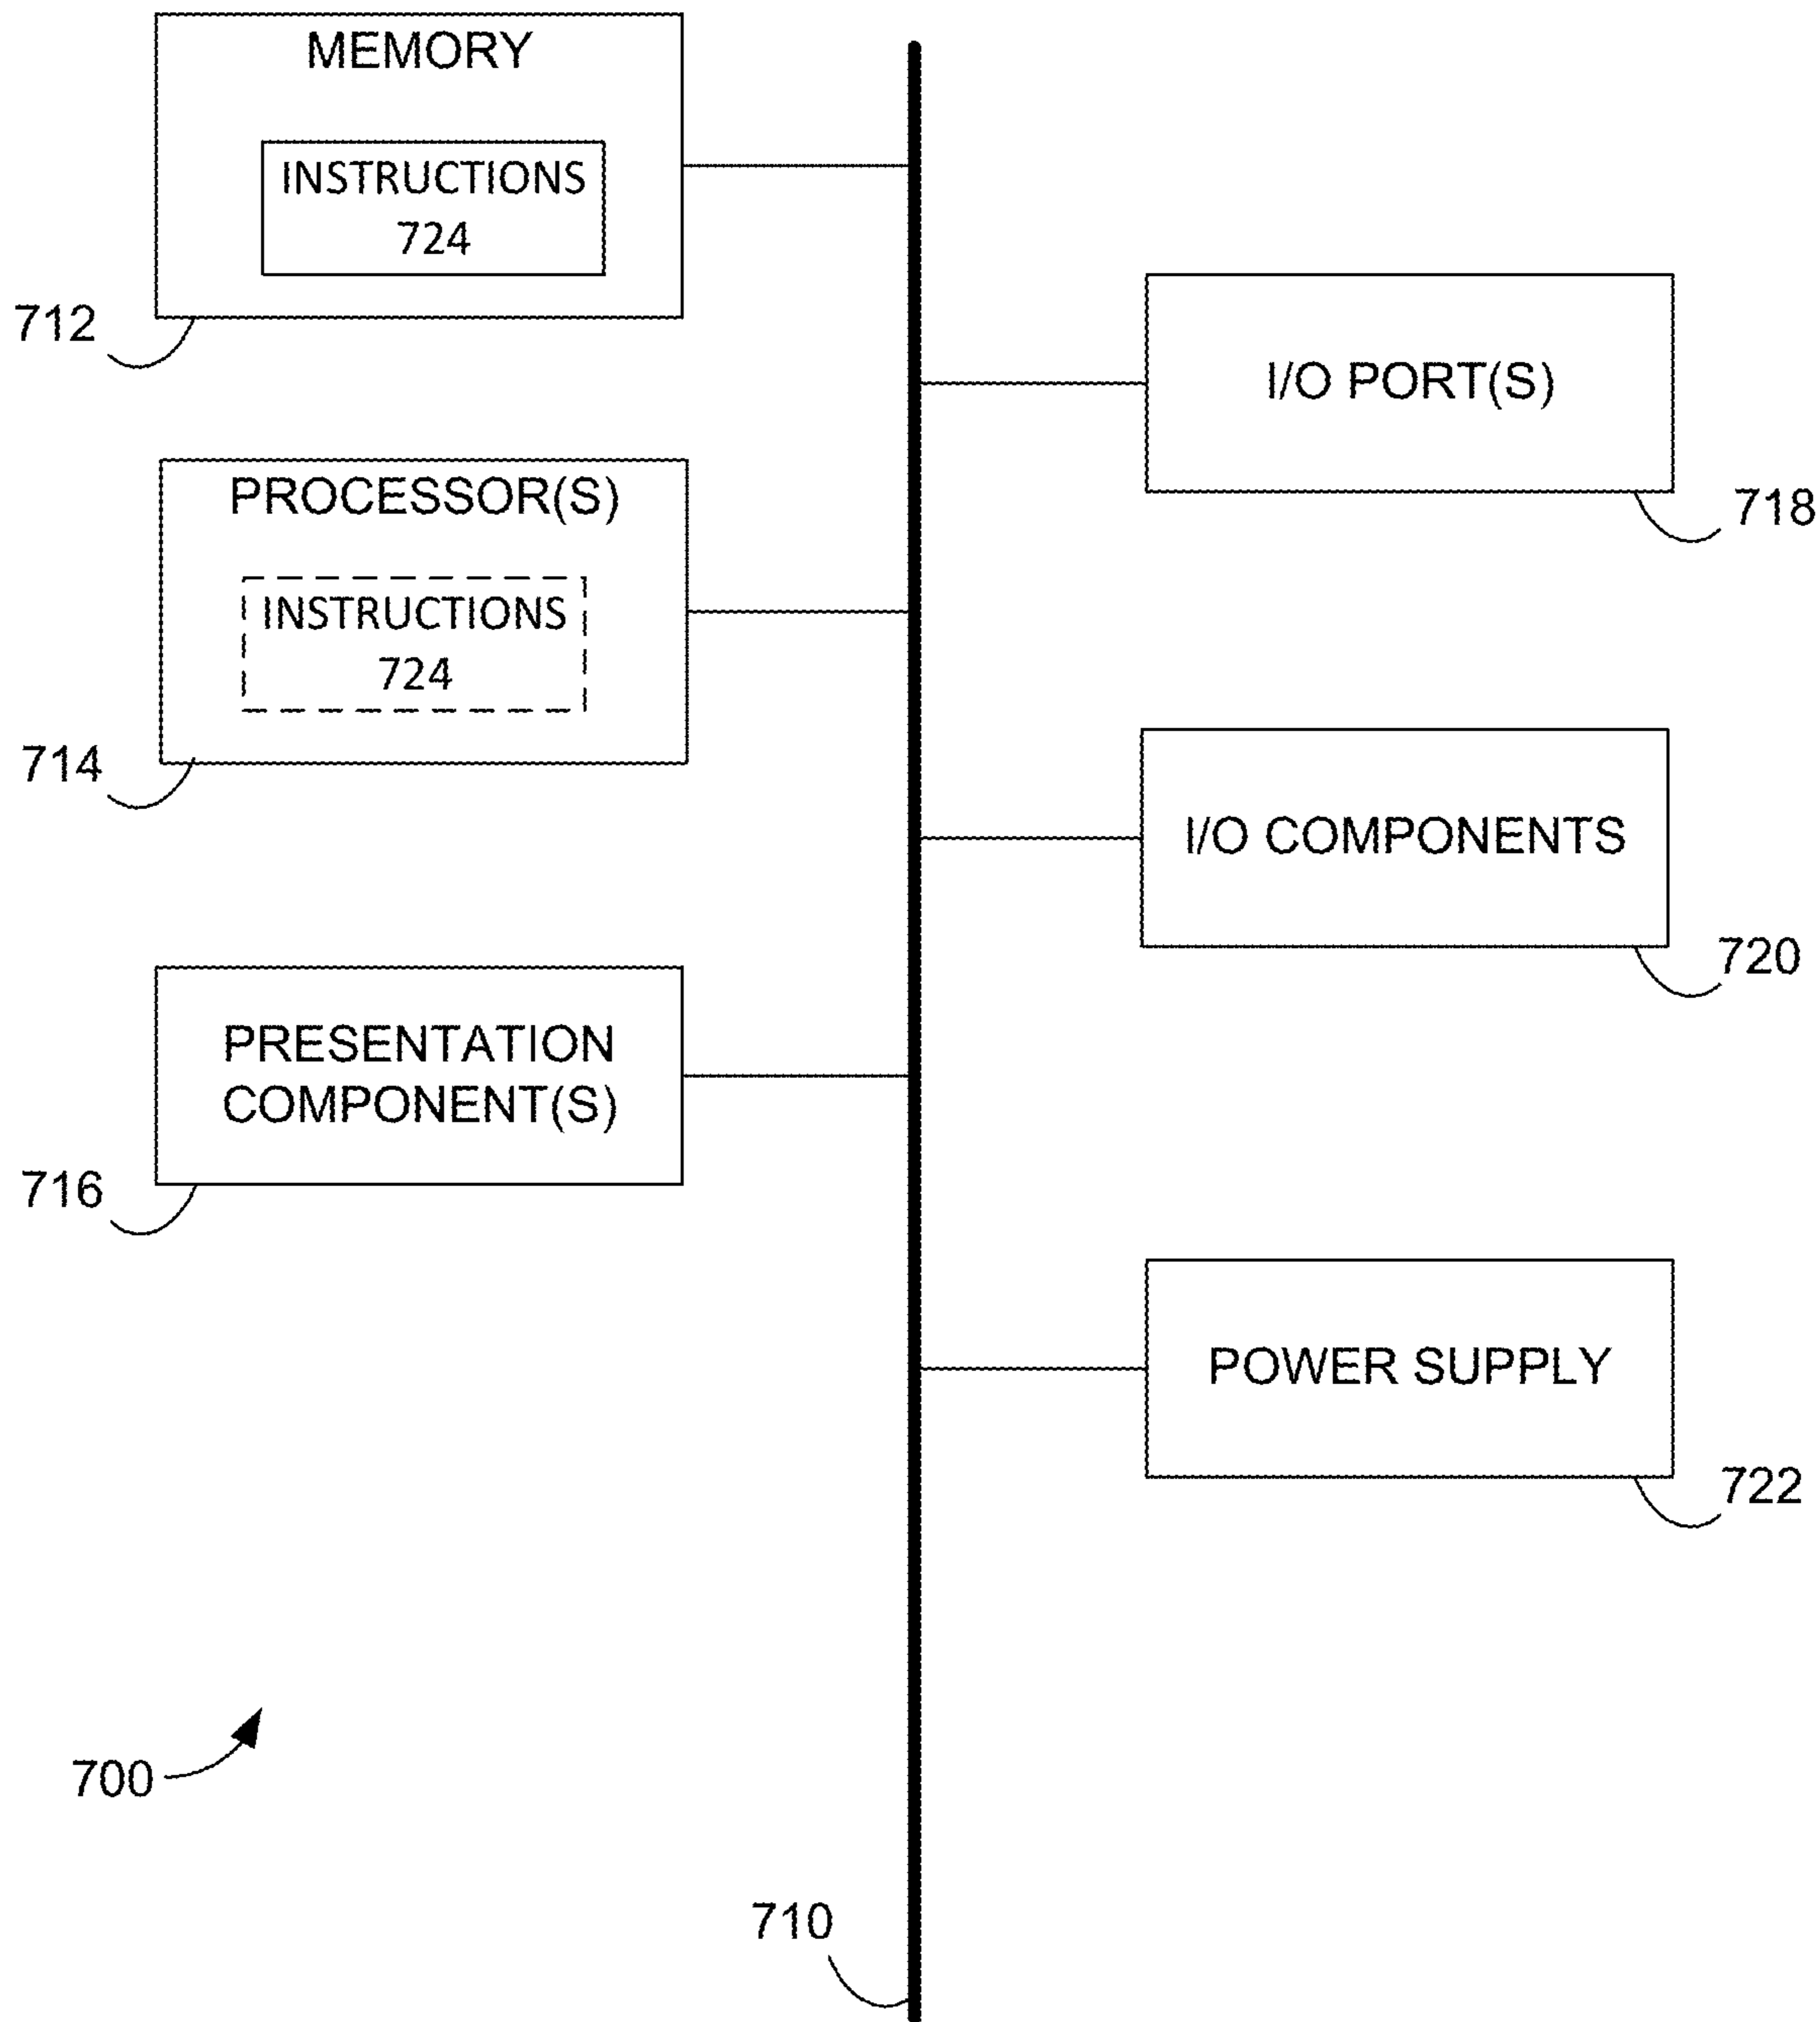 MEMORY
INSTRUCTIONS
724
712
I/O PORT(S)
718
PROCESSOR(S)
INSTRUCTIONS
724
714
I/O COMPONENTS
720
PRESENTATION
COMPONENT(S)
716
POWER SUPPLY
722
700
710